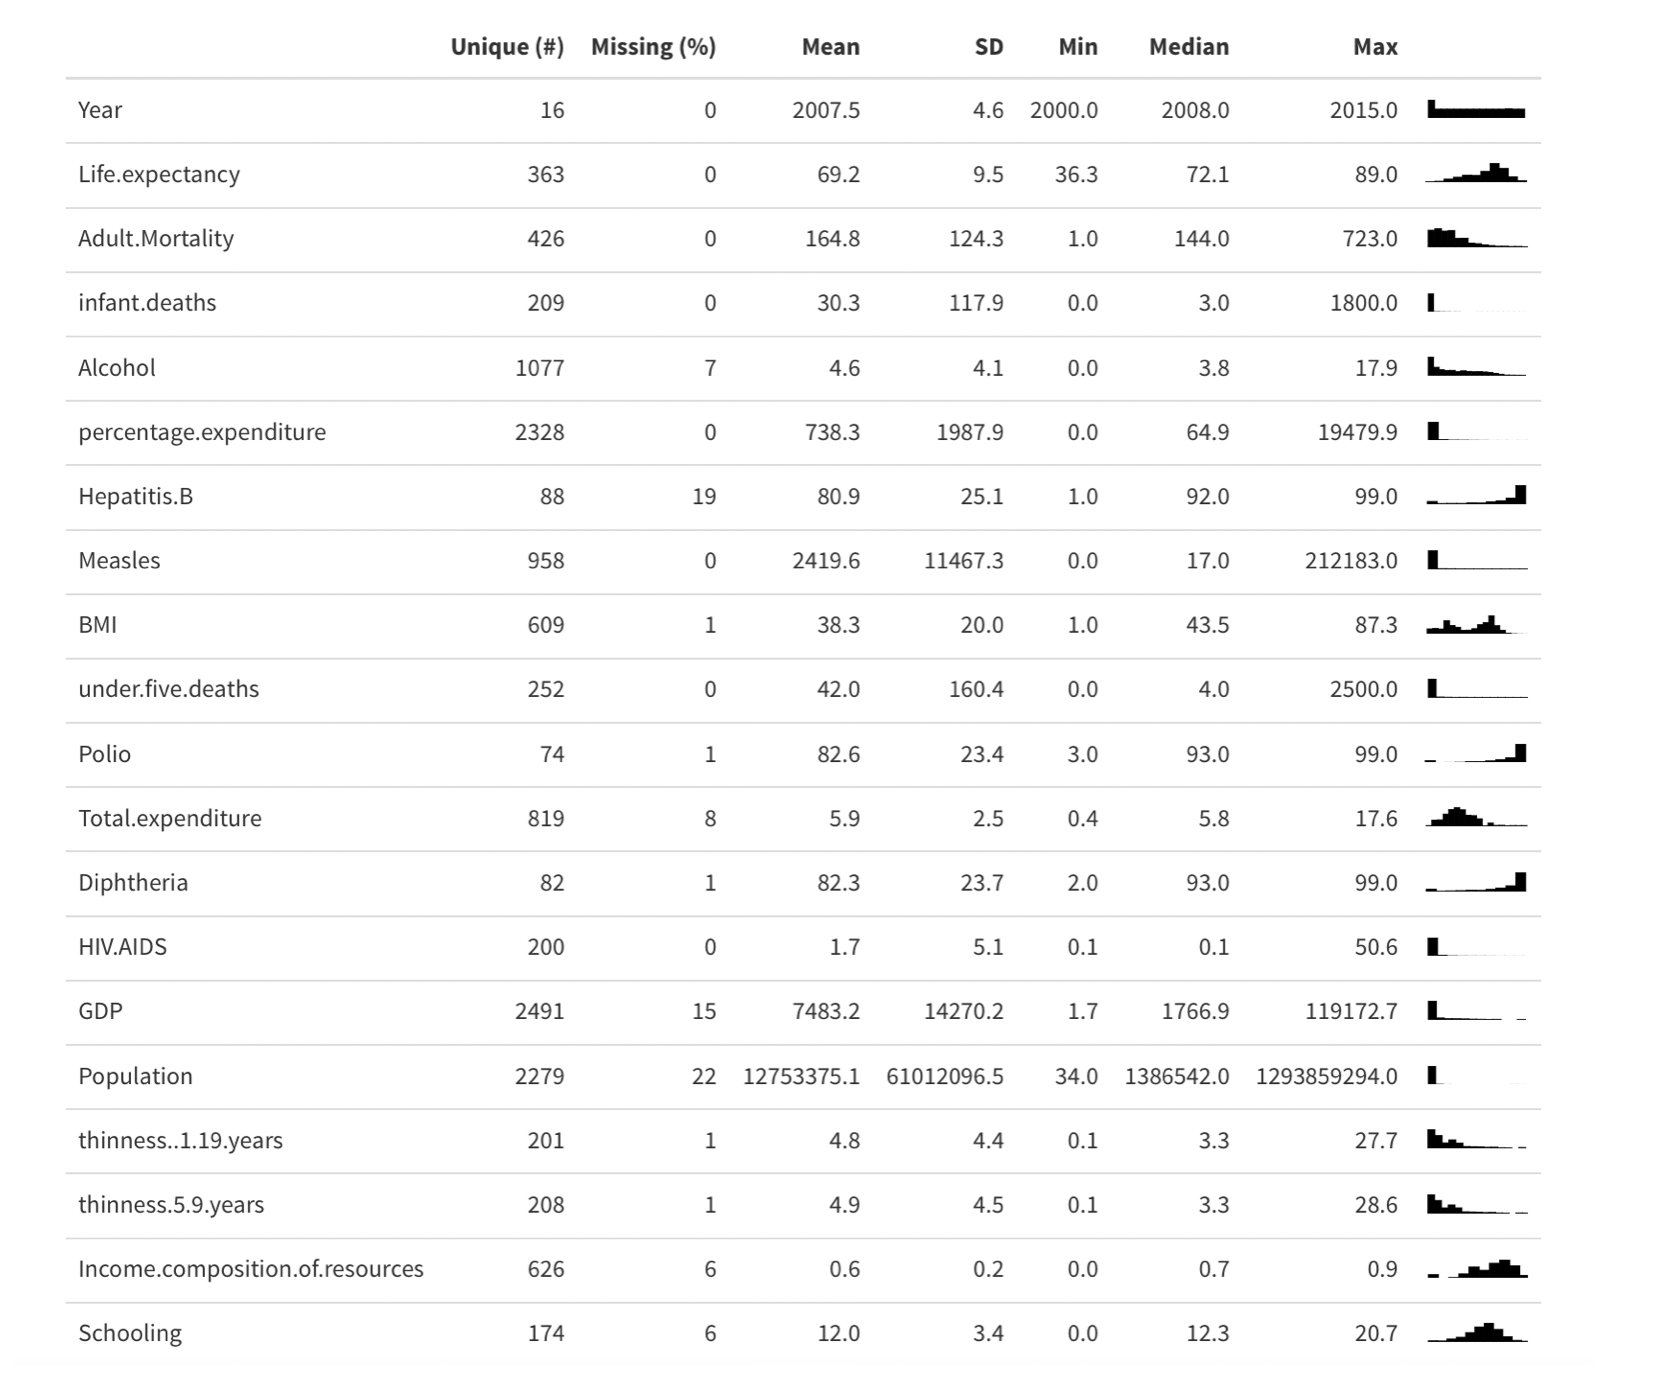 Unique (#) Missing (%) Mean SD Min Median Max
Year 16 0 2007.5 4.6 2000.0 2008.0 2015.0
Life.expectancy 363 0 69.2 9.5 36.3 72.1 89.0
Adult.Mortality 426 0 164.8 124.3 1.0 144.0 723.0
infant.deaths 209 0 30.3 117.9 0.0 3.0 1800.0
Alcohol 1077 7 4.6 4.1 0.0 3.8 17.9
percentage.expenditure 2328 0 738.3 1987.9 0.0 64.9 19479.9
Hepatitis.B 88 19 80.9 25.1 1.0 92.0 99.0
Measles 958 0 2419.6 11467.3 0.0 17.0 212183.0
BMI 609 1 38.3 20.0 1.0 43.5 87.3
under.five.deaths 252 0 42.0 160.4 0.0 4.0 2500.0
Polio 74 1 82.6 23.4 3.0 93.0 99.0
Total.expenditure 819 8 5.9 2.5 0.4 5.8 17.6
Diphtheria 82 1 82.3 23.7 2.0 93.0 99.0
HIV.AIDS 200 0 1.7 5.1 0.1 0.1 50.6
GDP 2491 15 7483.2 14270.2 1.7 1766.9 119172.7
Population 2279 22 12753375.1 61012096.5 34.0 1386542.0 1293859294.0
thinness..1.19.years 201 1 4.8 4.4 0.1 3.3 27.7
thinness.5.9.years 208 1 4.9 4.5 0.1 3.3 28.6
Income.composition.of.resources 626 6 0.6 0.2 0.0 0.7 0.9
Schooling 174 6 12.0 3.4 0.0 12.3 20.7